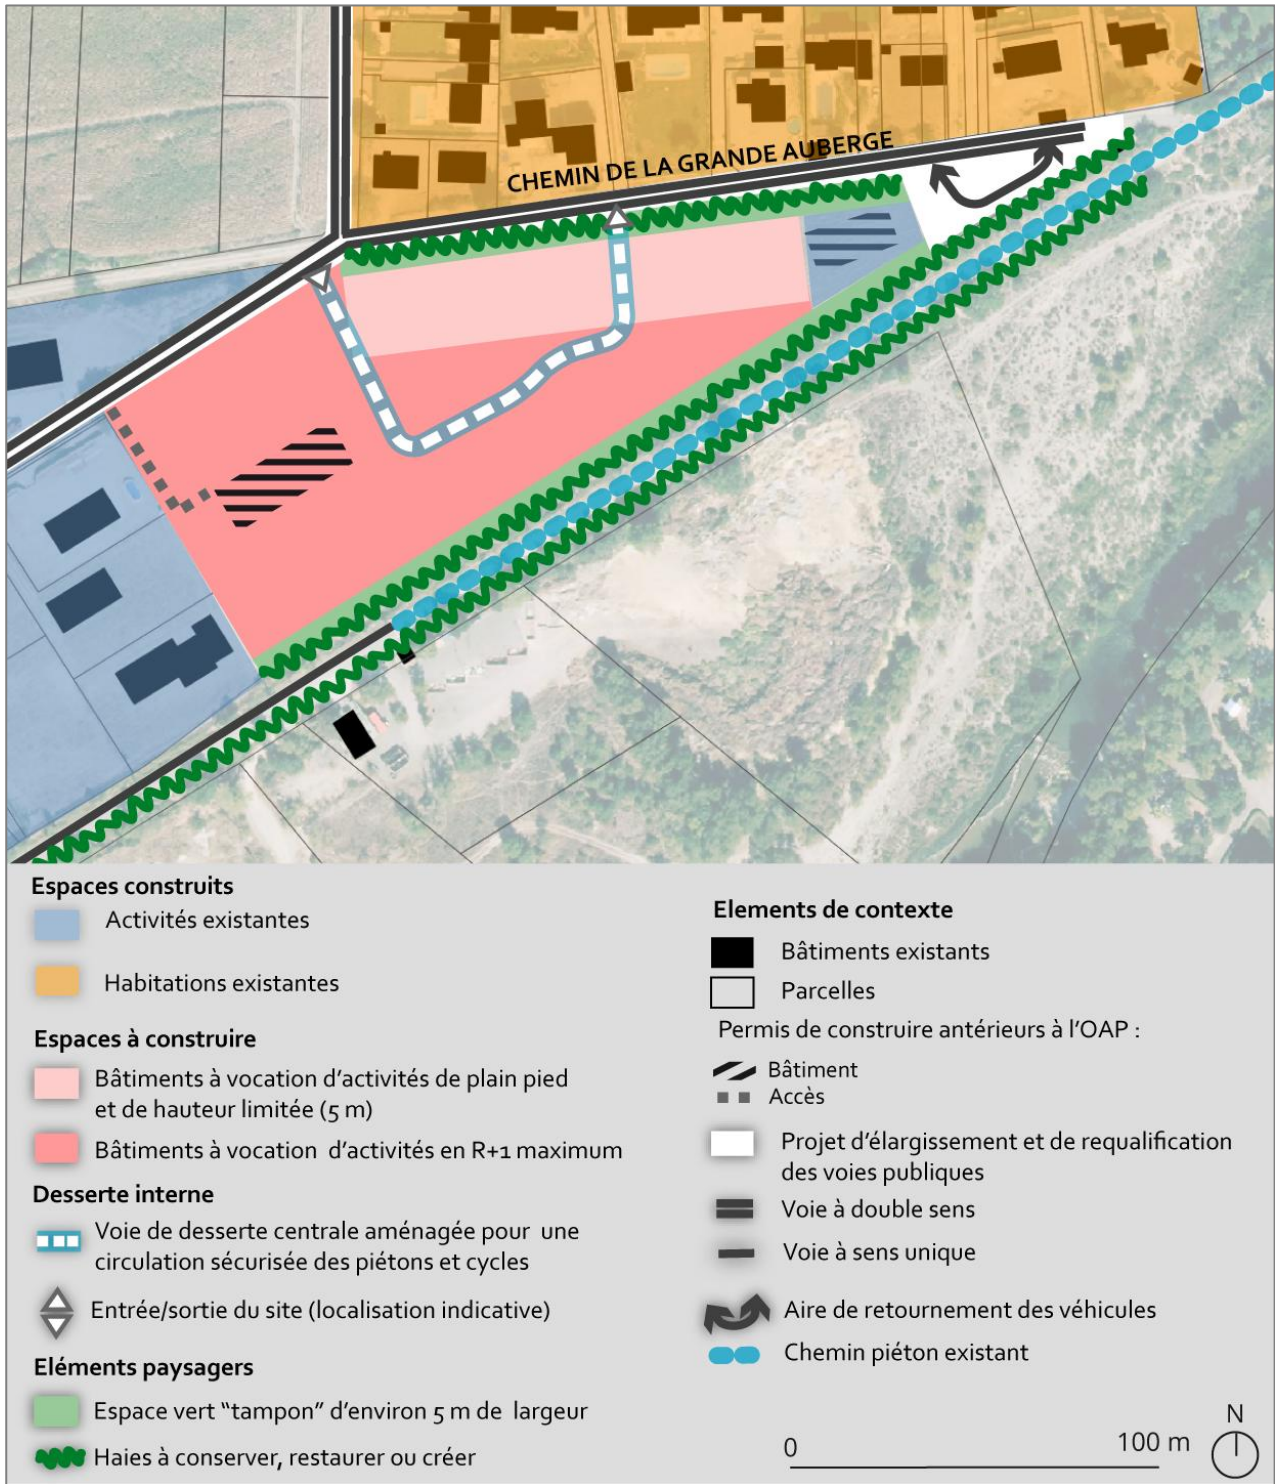 CHEMIN DE LA GRANDE AUBERGE
Espaces construits
Activités existantes
Habitations existantes
Espaces à construire
Bâtiments à vocation d'activités de plain pied
et de hauteur limitée (5 m)
Bâtiments à vocation d'activités en R+1 maximum
Desserte interne
Voie de desserte centrale aménagée pour une
circulation sécurisée des piétons et cycles
Entrée/sortie du site (localisation indicative)
Eléments paysagers
Espace vert "tampon" d'environ 5 m de largeur
Haies à conserver, restaurer ou créer
Elements de contexte
Bâtiments existants
Parcelles
Permis de construire antérieurs à l'OAP :
Bâtiment
Accès
Projet d'élargissement et de requalification
des voies publiques
Voie à double sens
Voie à sens unique
Aire de retournement des véhicules
Chemin piéton existant
0 100 m
N